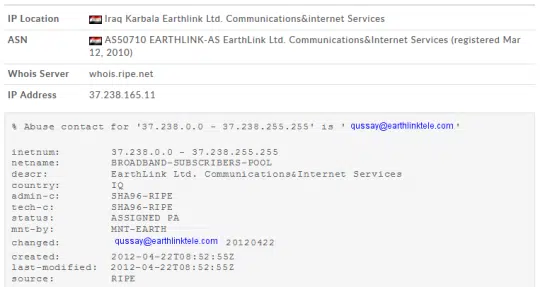 IP Location Iraq Karbala Earthlink Ltd. Communications&internet Services
ASN AS50710 EARTHLINK-AS EarthLink Ltd. Communications&Internet Services (registered Mar
12, 2010)
Whois Server whois.ripe.net
IP Address 37.238.165.11
% Abuse contact for '37.238.0.0 - 37.238.255.255' is ' qussay@earthlinktele.com '
inetnum: 37.238.0.0 - 37.238.255.255
netname: BROADBAND-SUBSCRIBERS-POOL
descr: EarthLink Ltd. Communications&Internet Services
country: IQ
admin-c: SHA96-RIPE
tech-c: SHA96-RIPE
status: ASSIGNED PA
mnt-by: MNT-EARTH
changed: qussay@earthlinktele.com 20120422
created: 2012-04-22T08:52:55Z
last-modified: 2012-04-22T08:52:55Z
source: RIPE